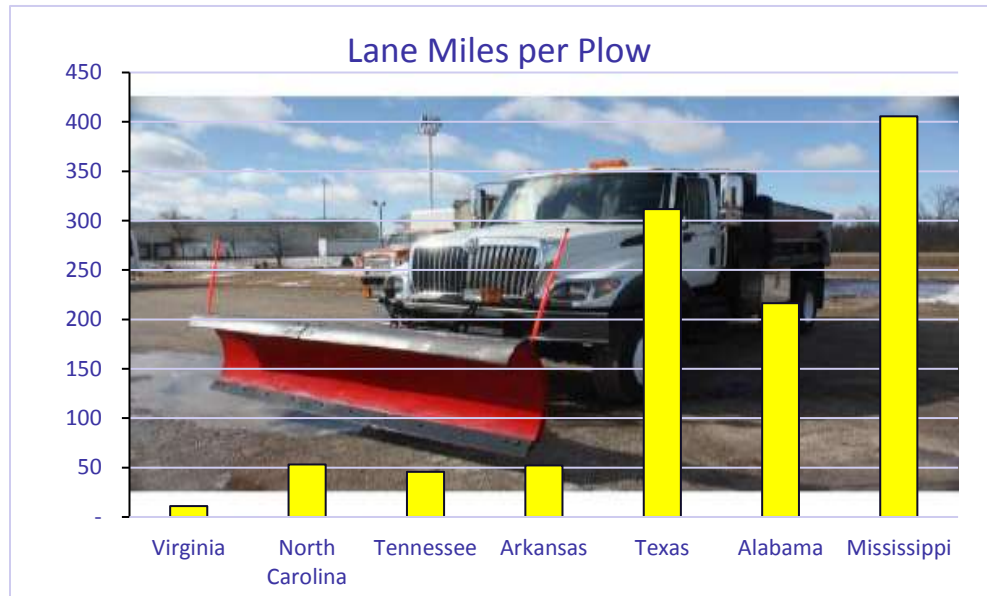 Lane Miles per Plow
450
400
350
300
250
200
150
100
50
-
Virginia
North
Carolina
Tennessee
Arkansas
Texas
Alabama
Mississippi